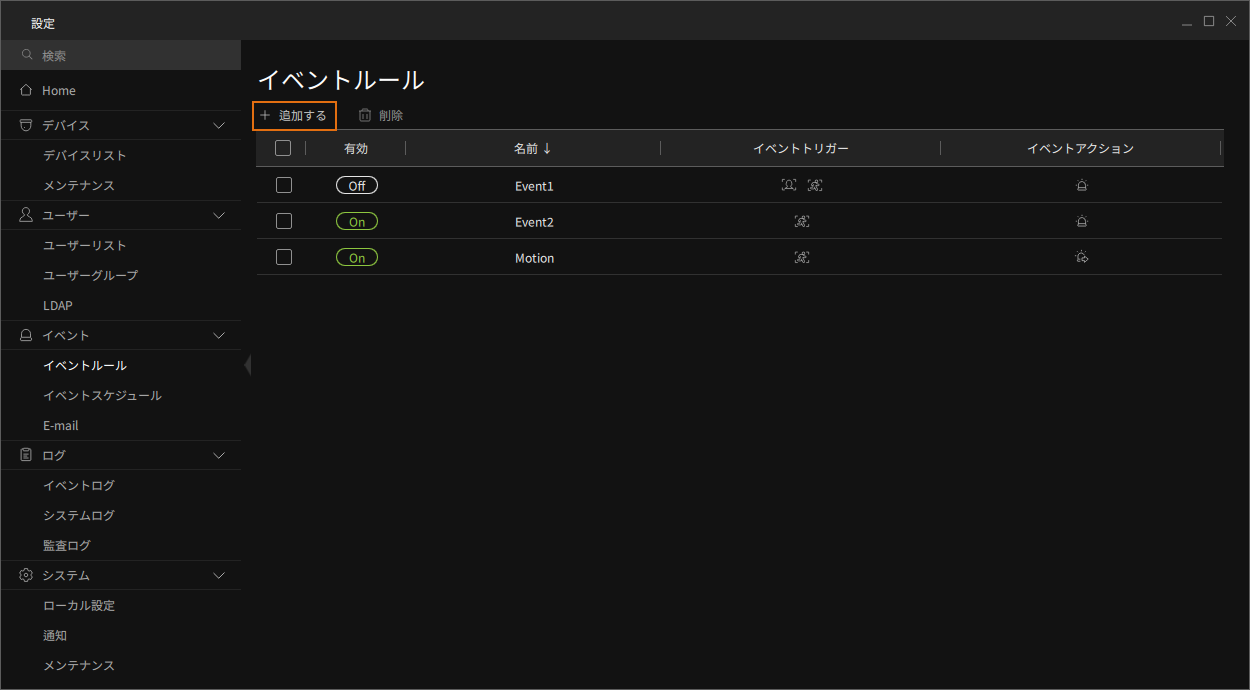 設定
検索
Home
デバイス
デバイスリスト
メンテナンス
ユーザー
ユーザーリスト
ユーザーグループ
LDAP
イベント
イベントルール
イベントスケジュール
E-mail
ログ
イベントログ
システムログ
監査ログ
システム
ローカル設定
通知
メンテナンス
イベントルール
追加する 削除
有効 名前 ↓ イベントトリガー イベントアクション
Off Event1
On Event2
On Motion